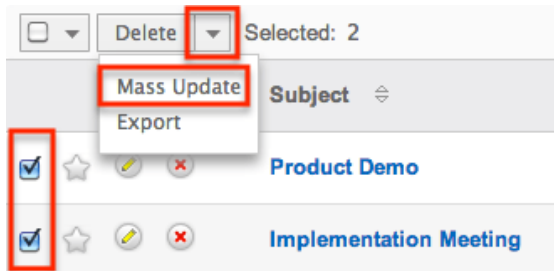 Delete Selected: 2
Mass Update
Subject
Export
Product Demo
Implementation Meeting